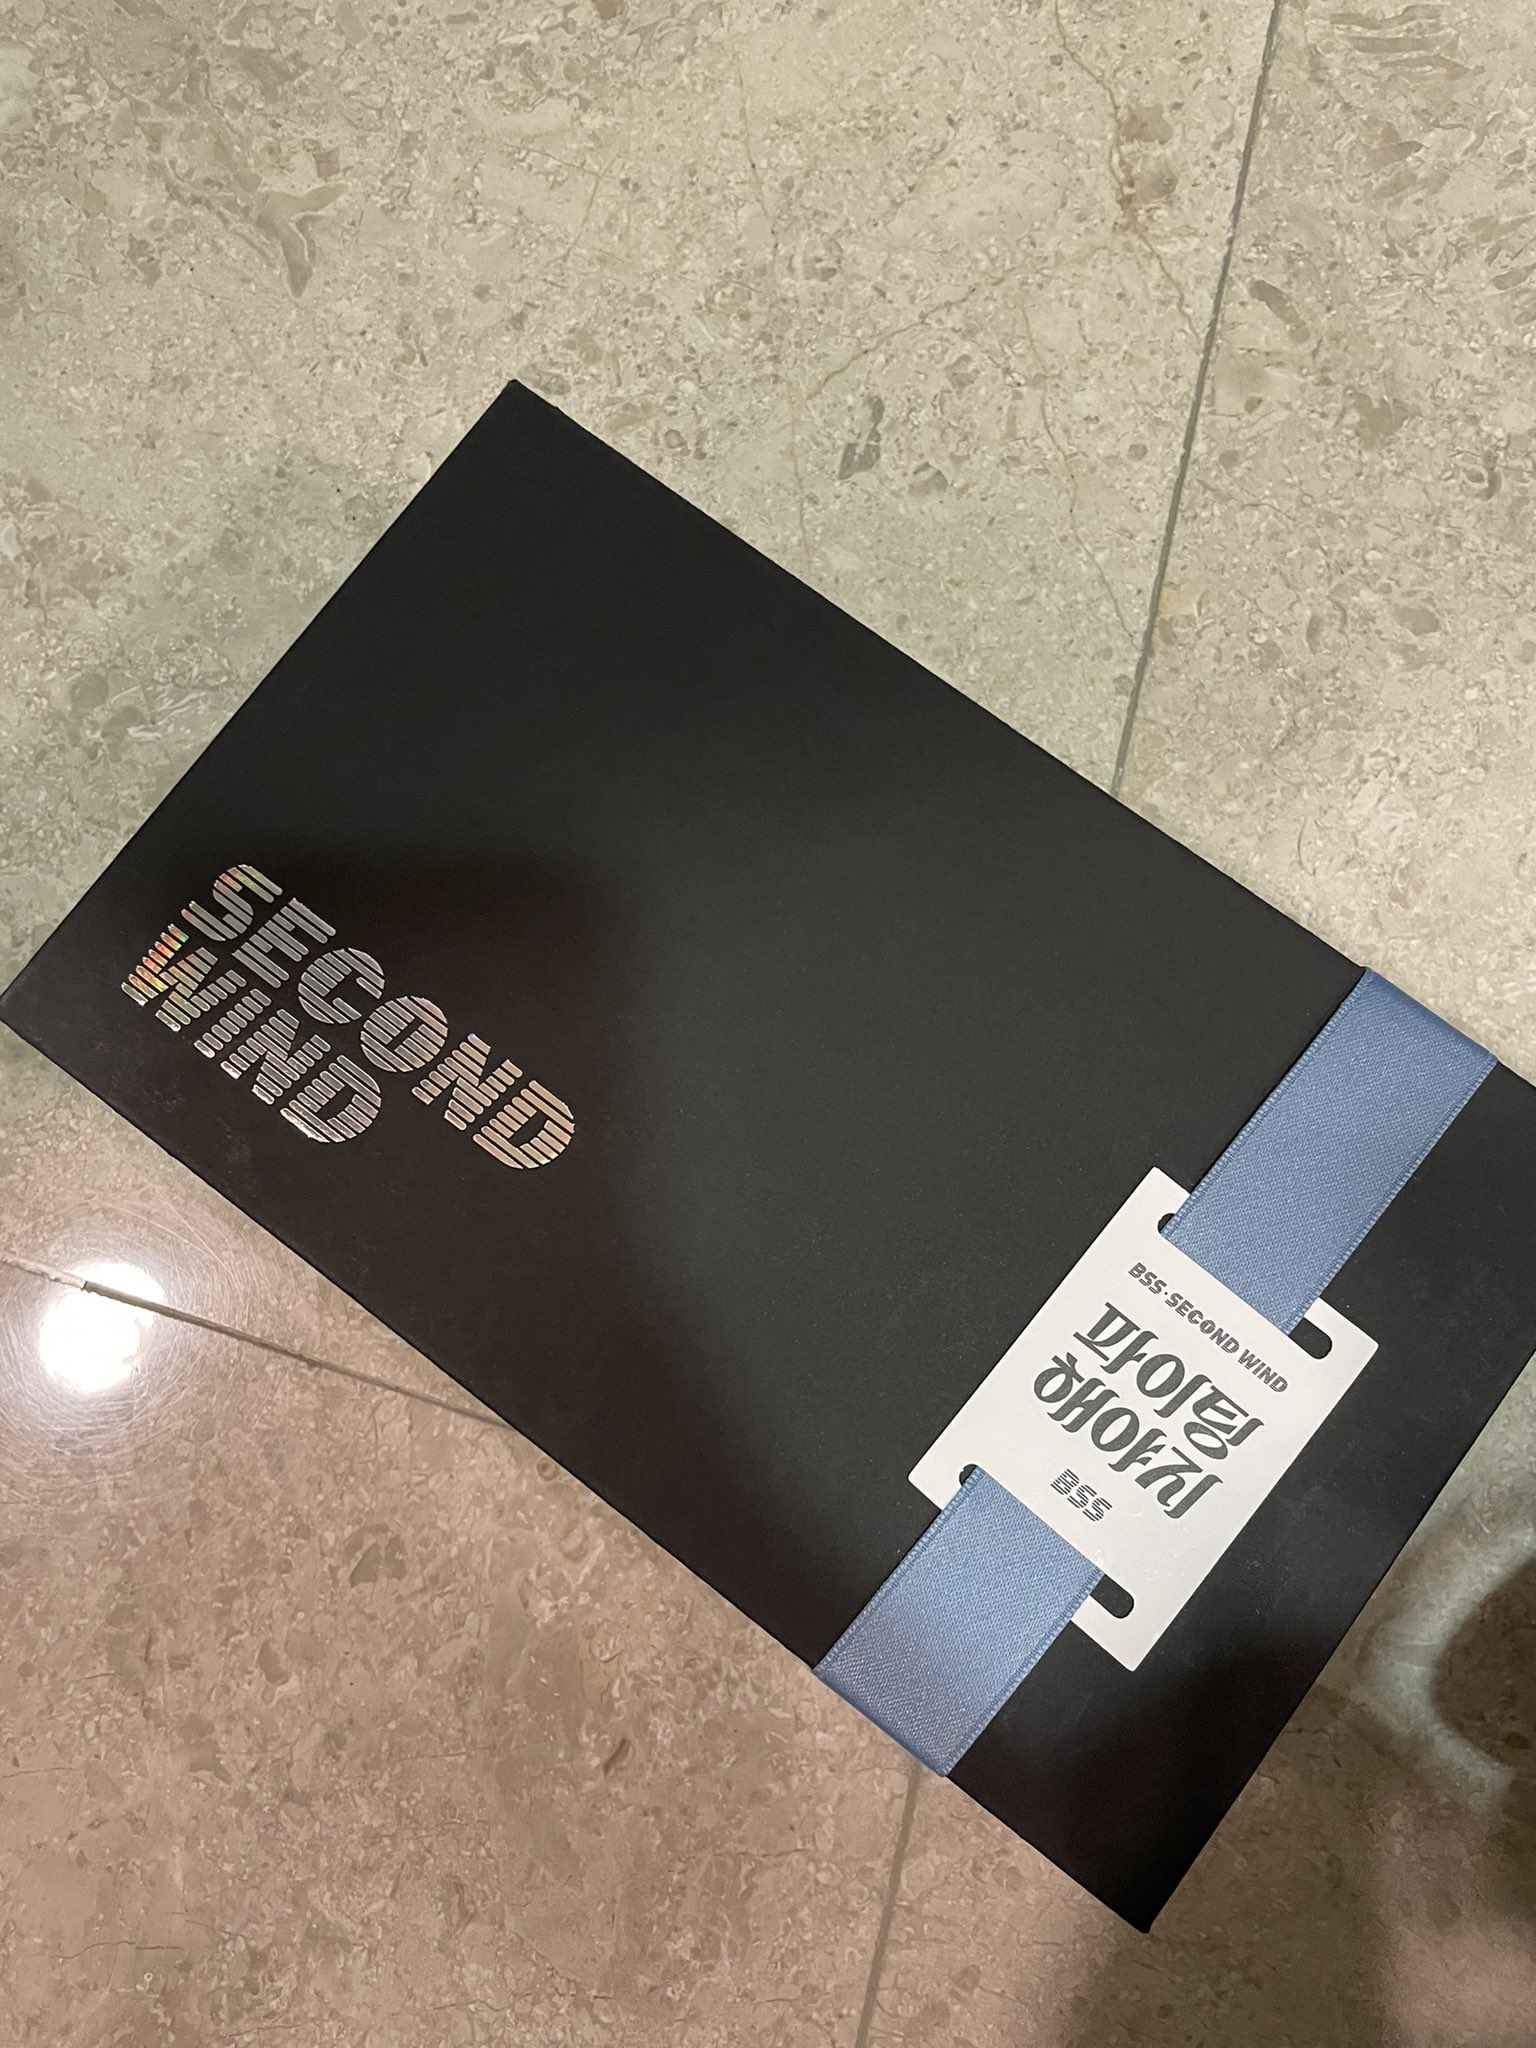 SECOND
WIND
BSS·SECOND WIND
파이팅
해야지
BSS